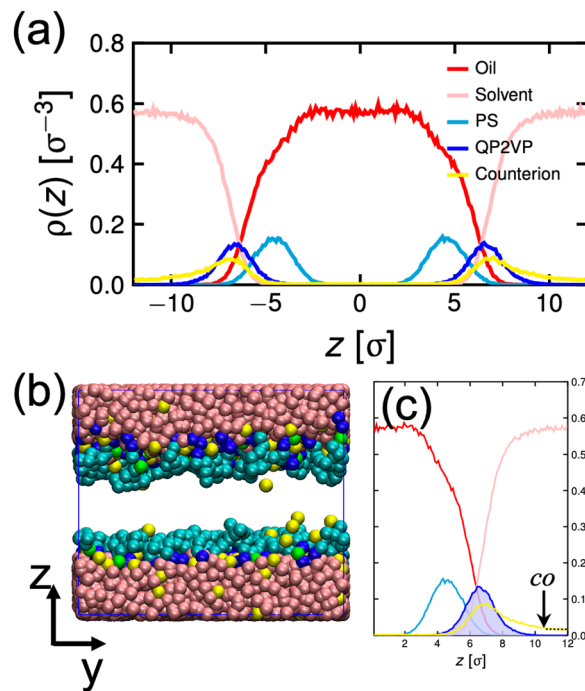 (a)
0.8
0.6
0.4
0.2
0.0
ρ(z) [σ⁻³]
Oil
Solvent
PS
QP2VP
Counterion
−10
−5
0
5
10
z [σ]
(b)
z
y
(c)
0.7
0.6
0.5
0.4
0.3
0.2
0.1
0.0
co
2
4
6
8
10
12
z [σ]